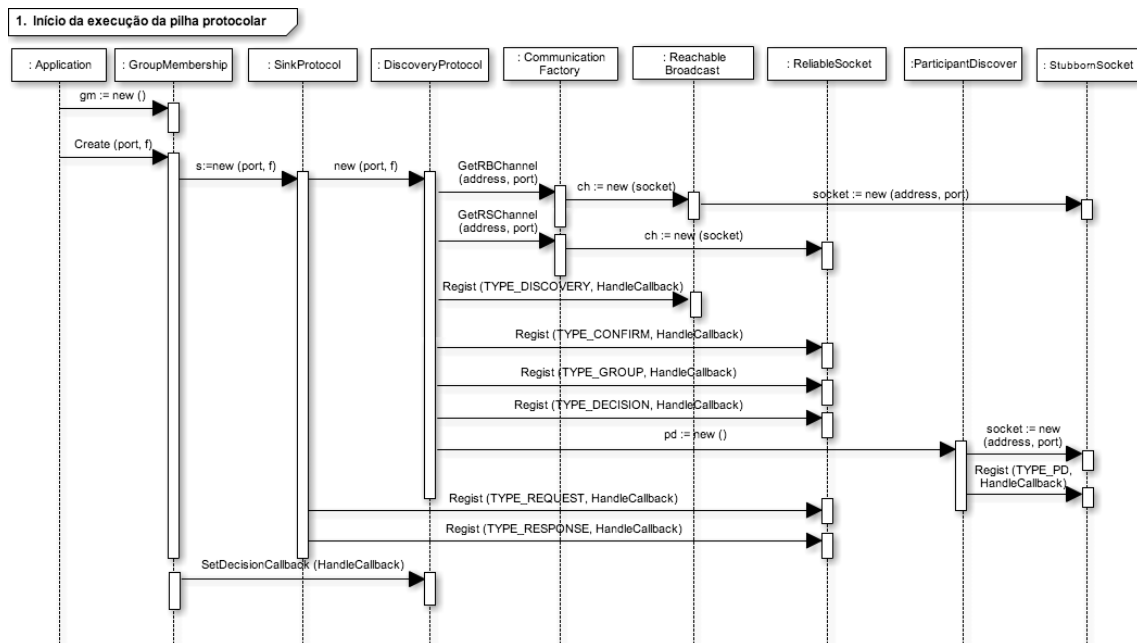 1. Início da execução da pilha protocolar
: Application
: GroupMembership
: SinkProtocol
: DiscoveryProtocol
: Communication
Factory
: Reachable
Broadcast
: ReliableSocket
:ParticipantDiscover
: StubbornSocket
gm := new ()
Create (port, f)
s:=new (port, f)
new (port, f)
GetRBChannel
(address, port)
ch := new (socket)
socket := new (address, port)
GetRSChannel
(address, port)
ch := new (socket)
Regist (TYPE_DISCOVERY, HandleCallback)
Regist (TYPE_CONFIRM, HandleCallback)
Regist (TYPE_GROUP, HandleCallback)
Regist (TYPE_DECISION, HandleCallback)
pd := new ()
socket := new
(address, port)
Regist (TYPE_PD,
HandleCallback)
Regist (TYPE_REQUEST, HandleCallback)
Regist (TYPE_RESPONSE, HandleCallback)
SetDecisionCallback (HandleCallback)